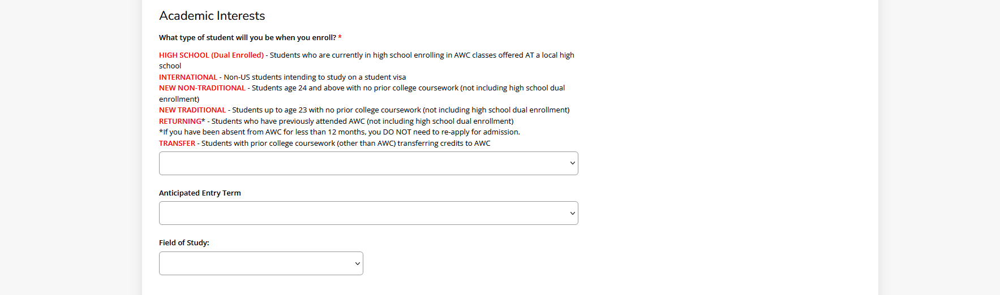 Academic Interests
What type of student will you be when you enroll? *
HIGH SCHOOL (Dual Enrolled) - Students who are currently in high school enrolling in AWC classes offered AT a local high
school
INTERNATIONAL - Non-US students intending to study on a student visa
NEW NON-TRADITIONAL - Students age 24 and above with no prior college coursework (not including high school dual
enrollment)
NEW TRADITIONAL - Students up to age 23 with no prior college coursework (not including high school dual enrollment)
RETURNING* - Students who have previously attended AWC (not including high school dual enrollment)
*If you have been absent from AWC for less than 12 months, you DO NOT need to re-apply for admission.
TRANSFER - Students with prior college coursework (other than AWC) transferring credits to AWC
Anticipated Entry Term
Field of Study: